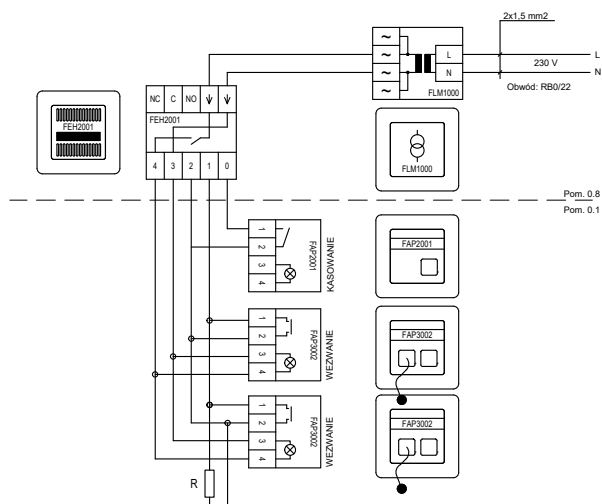 2x1,5 mm2
~
~
~
~
L
N
230 V
L
N
Obwód: RB0/22
FLM1000
NC C NO
FEH2001
4 3 2 1 0
FEH2001
FLM1000
Pom. 0.8
Pom. 0.1
1
2
3
4
FAP2001
KASOWANIE
FAP2001
1
2
3
4
FAP3002
WEZWANIE
FAP3002
1
2
3
4
FAP3002
WEZWANIE
FAP3002
R